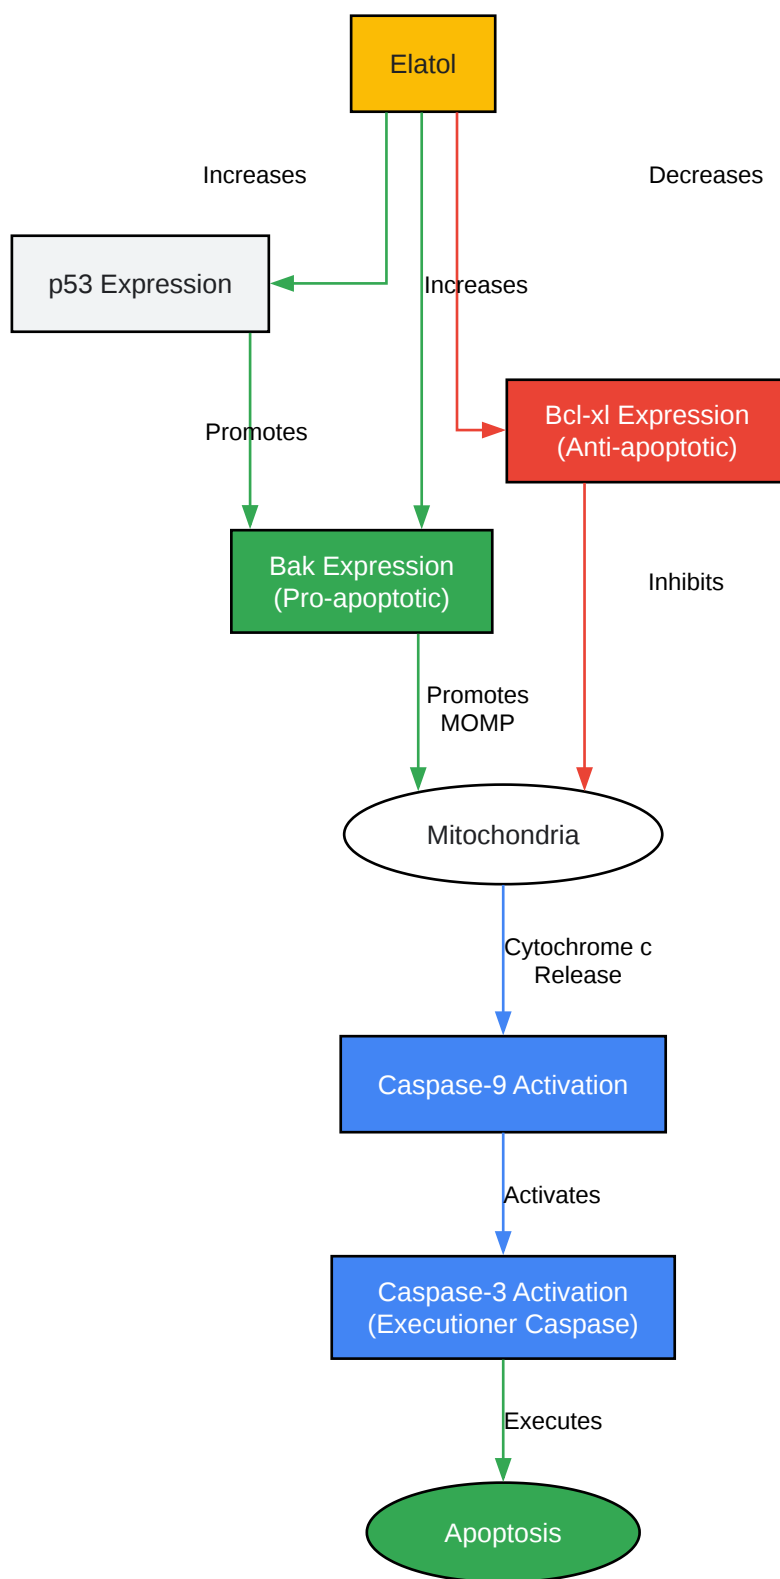 Elatol
Increases
Decreases
p53 Expression
Increases
Bcl-xl Expression
(Anti-apoptotic)
Promotes
Bak Expression
(Pro-apoptotic)
Inhibits
Promotes
MOMP
Mitochondria
Cytochrome c
Release
Caspase-9 Activation
Activates
Caspase-3 Activation
(Executioner Caspase)
Executes
Apoptosis